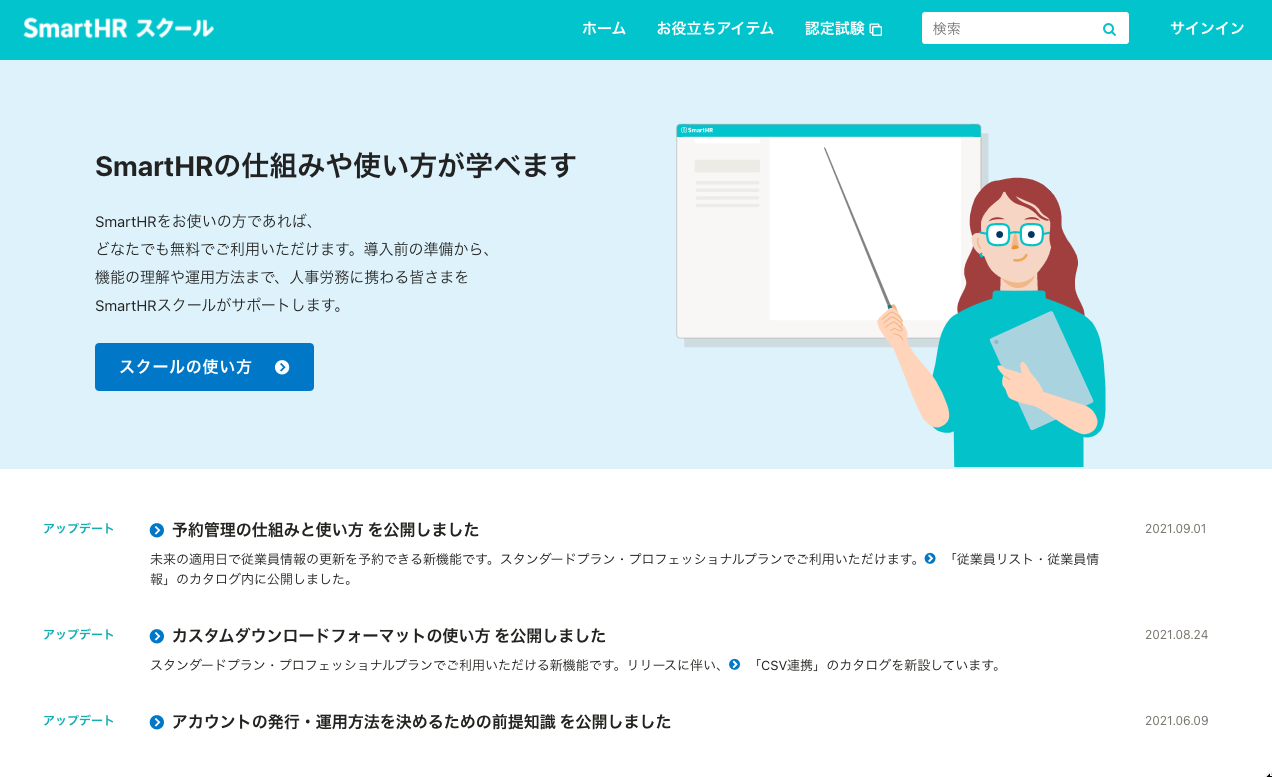 SmartHR スクール
ホーム
お役立ちアイテム
認定試験
検索
サインイン
SmartHRの仕組みや使い方が学べます
SmartHRをお使いの方であれば、
どなたでも無料でご利用いただけます。導入前の準備から、
機能の理解や運用方法まで、人事労務に携わる皆さまを
SmartHRスクールがサポートします。
スクールの使い方
SmartHR
アップデート
予約管理の仕組みと使い方 を公開しました
2021.09.01
未来の適用日で従業員情報の更新を予約できる新機能です。スタンダードプラン・プロフェッショナルプランでご利用いただけます。 「従業員リスト・従業員情
報」のカタログ内に公開しました。
アップデート
カスタムダウンロードフォーマットの使い方 を公開しました
2021.08.24
スタンダードプラン・プロフェッショナルプランでご利用いただける新機能です。リリースに伴い、 「CSV連携」のカタログを新設しています。
アップデート
アカウントの発行・運用方法を決めるための前提知識 を公開しました
2021.06.09